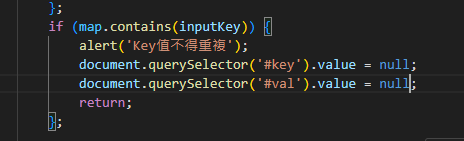 };
if (map.contains(inputKey)) {
alert('Key值不得重複');
document.querySelector('#key').value = null;
document.querySelector('#val').value = null;
return;
};